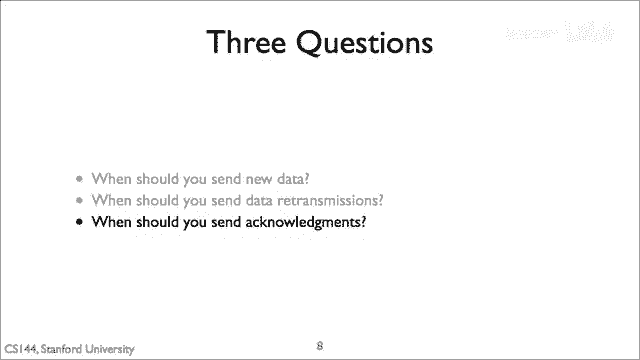 Three Questions
• When should you send new data?
• When should you send data retransmissions?
• When should you send acknowledgments?
CS144, Stanford University
8